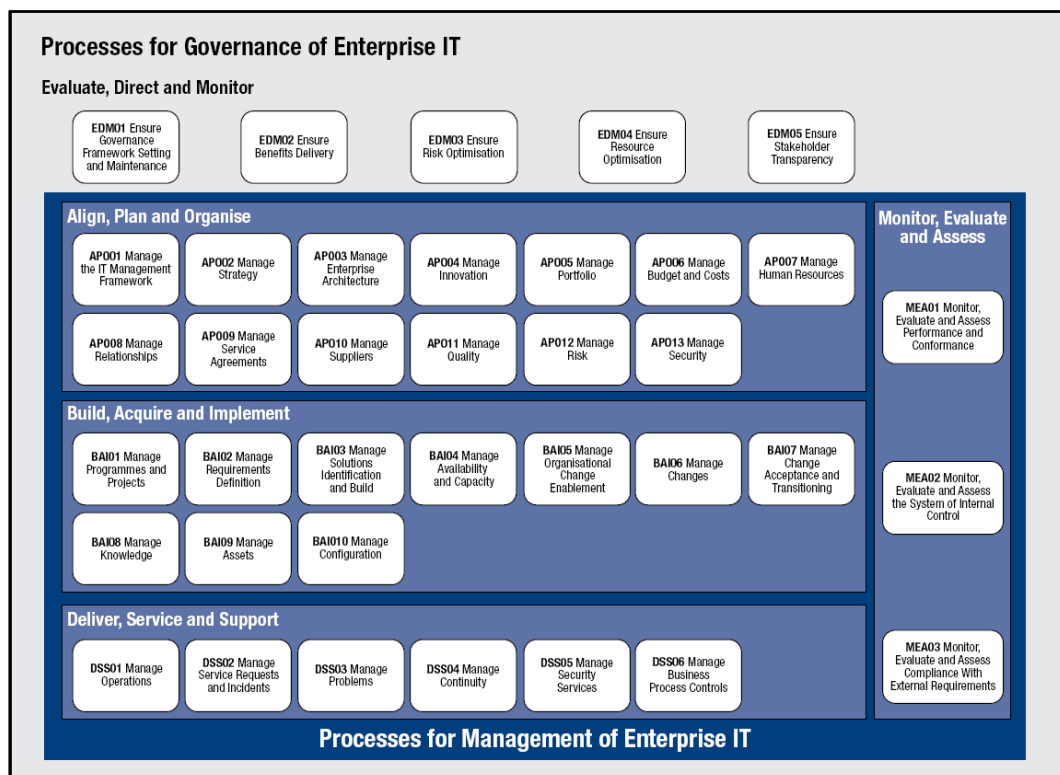 Processes for Governance of Enterprise IT
Evaluate, Direct and Monitor
EDM01 Ensure
Governance
Framework Setting
and Maintenance
EDM02 Ensure
Benefits Delivery
EDM03 Ensure
Risk Optimisation
EDM04 Ensure
Resource
Optimisation
EDM05 Ensure
Stakeholder
Transparency
Align, Plan and Organise
APO01 Manage
the IT Management
Framework
APO02 Manage
Strategy
APO03 Manage
Enterprise
Architecture
APO04 Manage
Innovation
APO05 Manage
Portfolio
APO06 Manage
Budget and Costs
APO07 Manage
Human Resources
APO08 Manage
Relationships
APO09 Manage
Service
Agreements
APO10 Manage
Suppliers
APO11 Manage
Quality
APO12 Manage
Risk
APO13 Manage
Security
Build, Acquire and Implement
BAI01 Manage
Programmes and
Projects
BAI02 Manage
Requirements
Definition
BAI03 Manage
Solutions
Identification
and Build
BAI04 Manage
Availability
and Capacity
BAI05 Manage
Organisational
Change
Enablement
BAI06 Manage
Changes
BAI07 Manage
Change
Acceptance and
Transitioning
BAI08 Manage
Knowledge
BAI09 Manage
Assets
BAI010 Manage
Configuration
Deliver, Service and Support
DSS01 Manage
Operations
DSS02 Manage
Service Requests
and Incidents
DSS03 Manage
Problems
DSS04 Manage
Continuity
DSS05 Manage
Security
Services
DSS06 Manage
Business
Process Controls
Monitor, Evaluate
and Assess
MEA01 Monitor,
Evaluate and Assess
Performance and
Conformance
MEA02 Monitor,
Evaluate and Assess
the System of Internal
Control
MEA03 Monitor,
Evaluate and Assess
Compliance With
External Requirements
Processes for Management of Enterprise IT